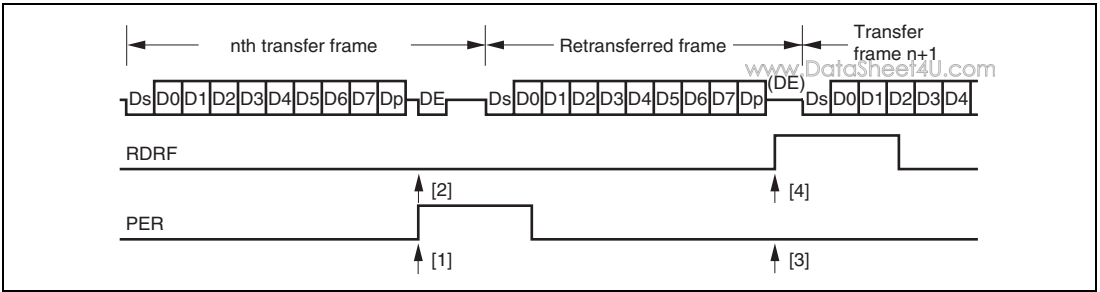 nth transfer frame Retransferred frame Transfer
frame n+1
www.DataSheet4U.com
Ds D0 D1 D2 D3 D4 D5 D6 D7 Dp DE Ds D0 D1 D2 D3 D4 D5 D6 D7 Dp (DE) Ds D0 D1 D2 D3 D4
RDRF
[2] [4]
PER
[1] [3]